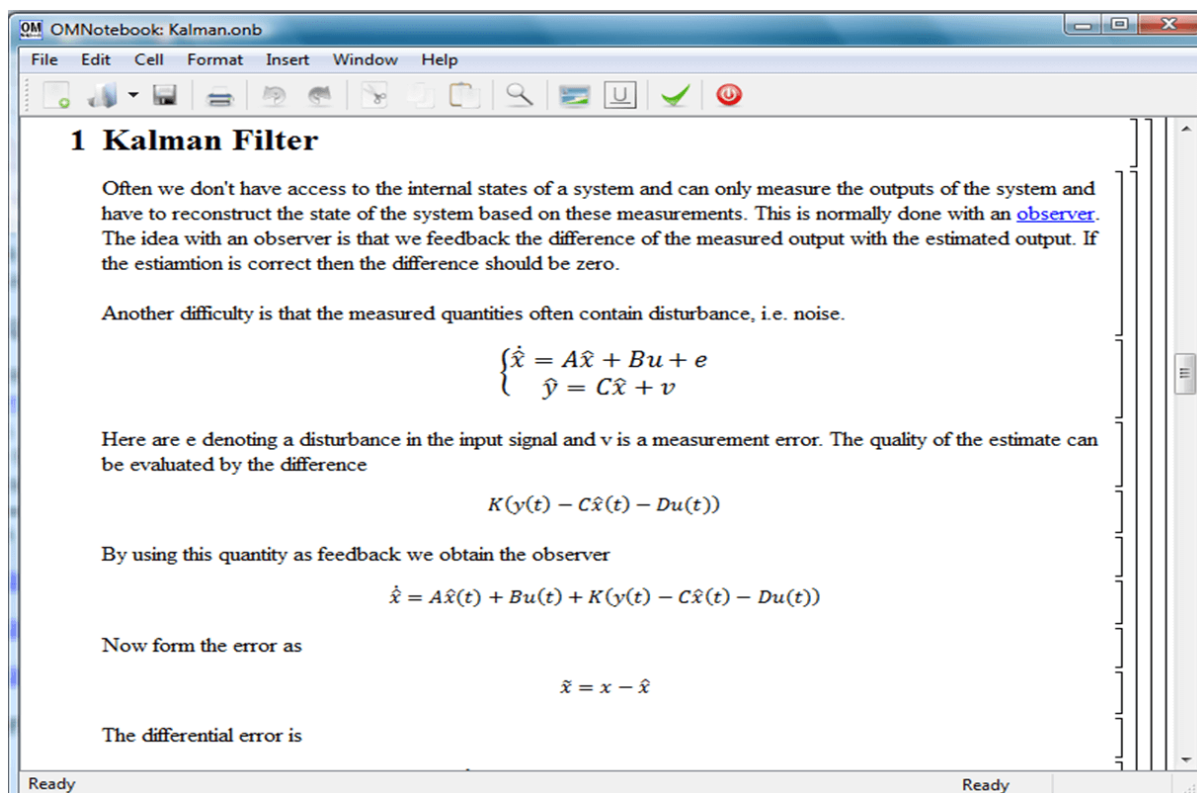 OM OMNotebook: Kalman.onb
File Edit Cell Format Insert Window Help
1 Kalman Filter
Often we don't have access to the internal states of a system and can only measure the outputs of the system and
have to reconstruct the state of the system based on these measurements. This is normally done with an observer.
The idea with an observer is that we feedback the difference of the measured output with the estimated output. If
the estiamtion is correct then the difference should be zero.
Another difficulty is that the measured quantities often contain disturbance, i.e. noise.
{ẋ̂ = Ax̂ + Bu + e
ŷ = Cx̂ + v
Here are e denoting a disturbance in the input signal and v is a measurement error. The quality of the estimate can
be evaluated by the difference
K(y(t) − Cx̂(t) − Du(t))
By using this quantity as feedback we obtain the observer
ẋ̂ = Ax̂(t) + Bu(t) + K(y(t) − Cx̂(t) − Du(t))
Now form the error as
x̃ = x − x̂
The differential error is
Ready Ready